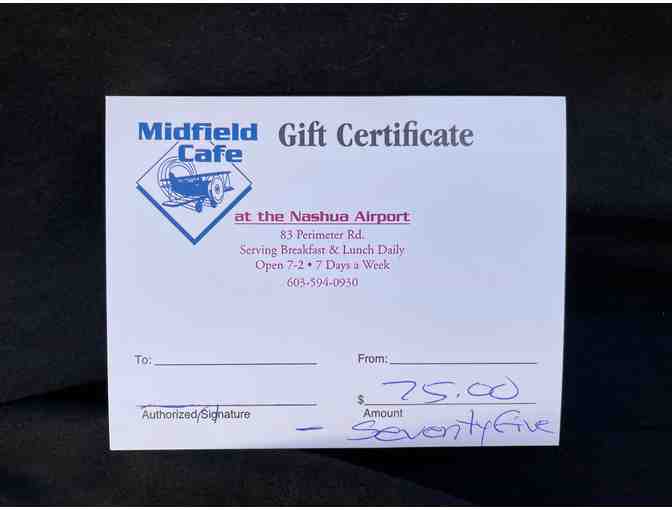 Midfield
Cafe
Gift Certificate
at the Nashua Airport
83 Perimeter Rd.
Serving Breakfast & Lunch Daily
Open 7-2 • 7 Days a Week
603-594-0930
To:
From:
$ 75.00
Authorized Signature
Amount
- Seventy Five